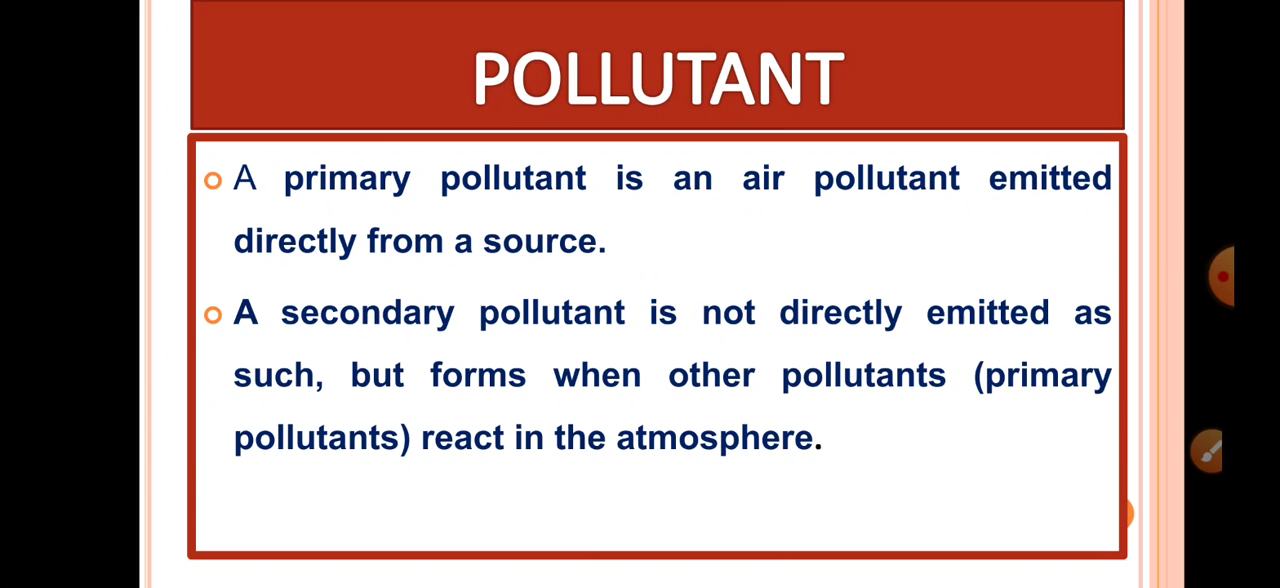 POLLUTANT
A primary pollutant is an air pollutant emitted
directly from a source.
A secondary pollutant is not directly emitted as
such, but forms when other pollutants (primary
pollutants) react in the atmosphere.